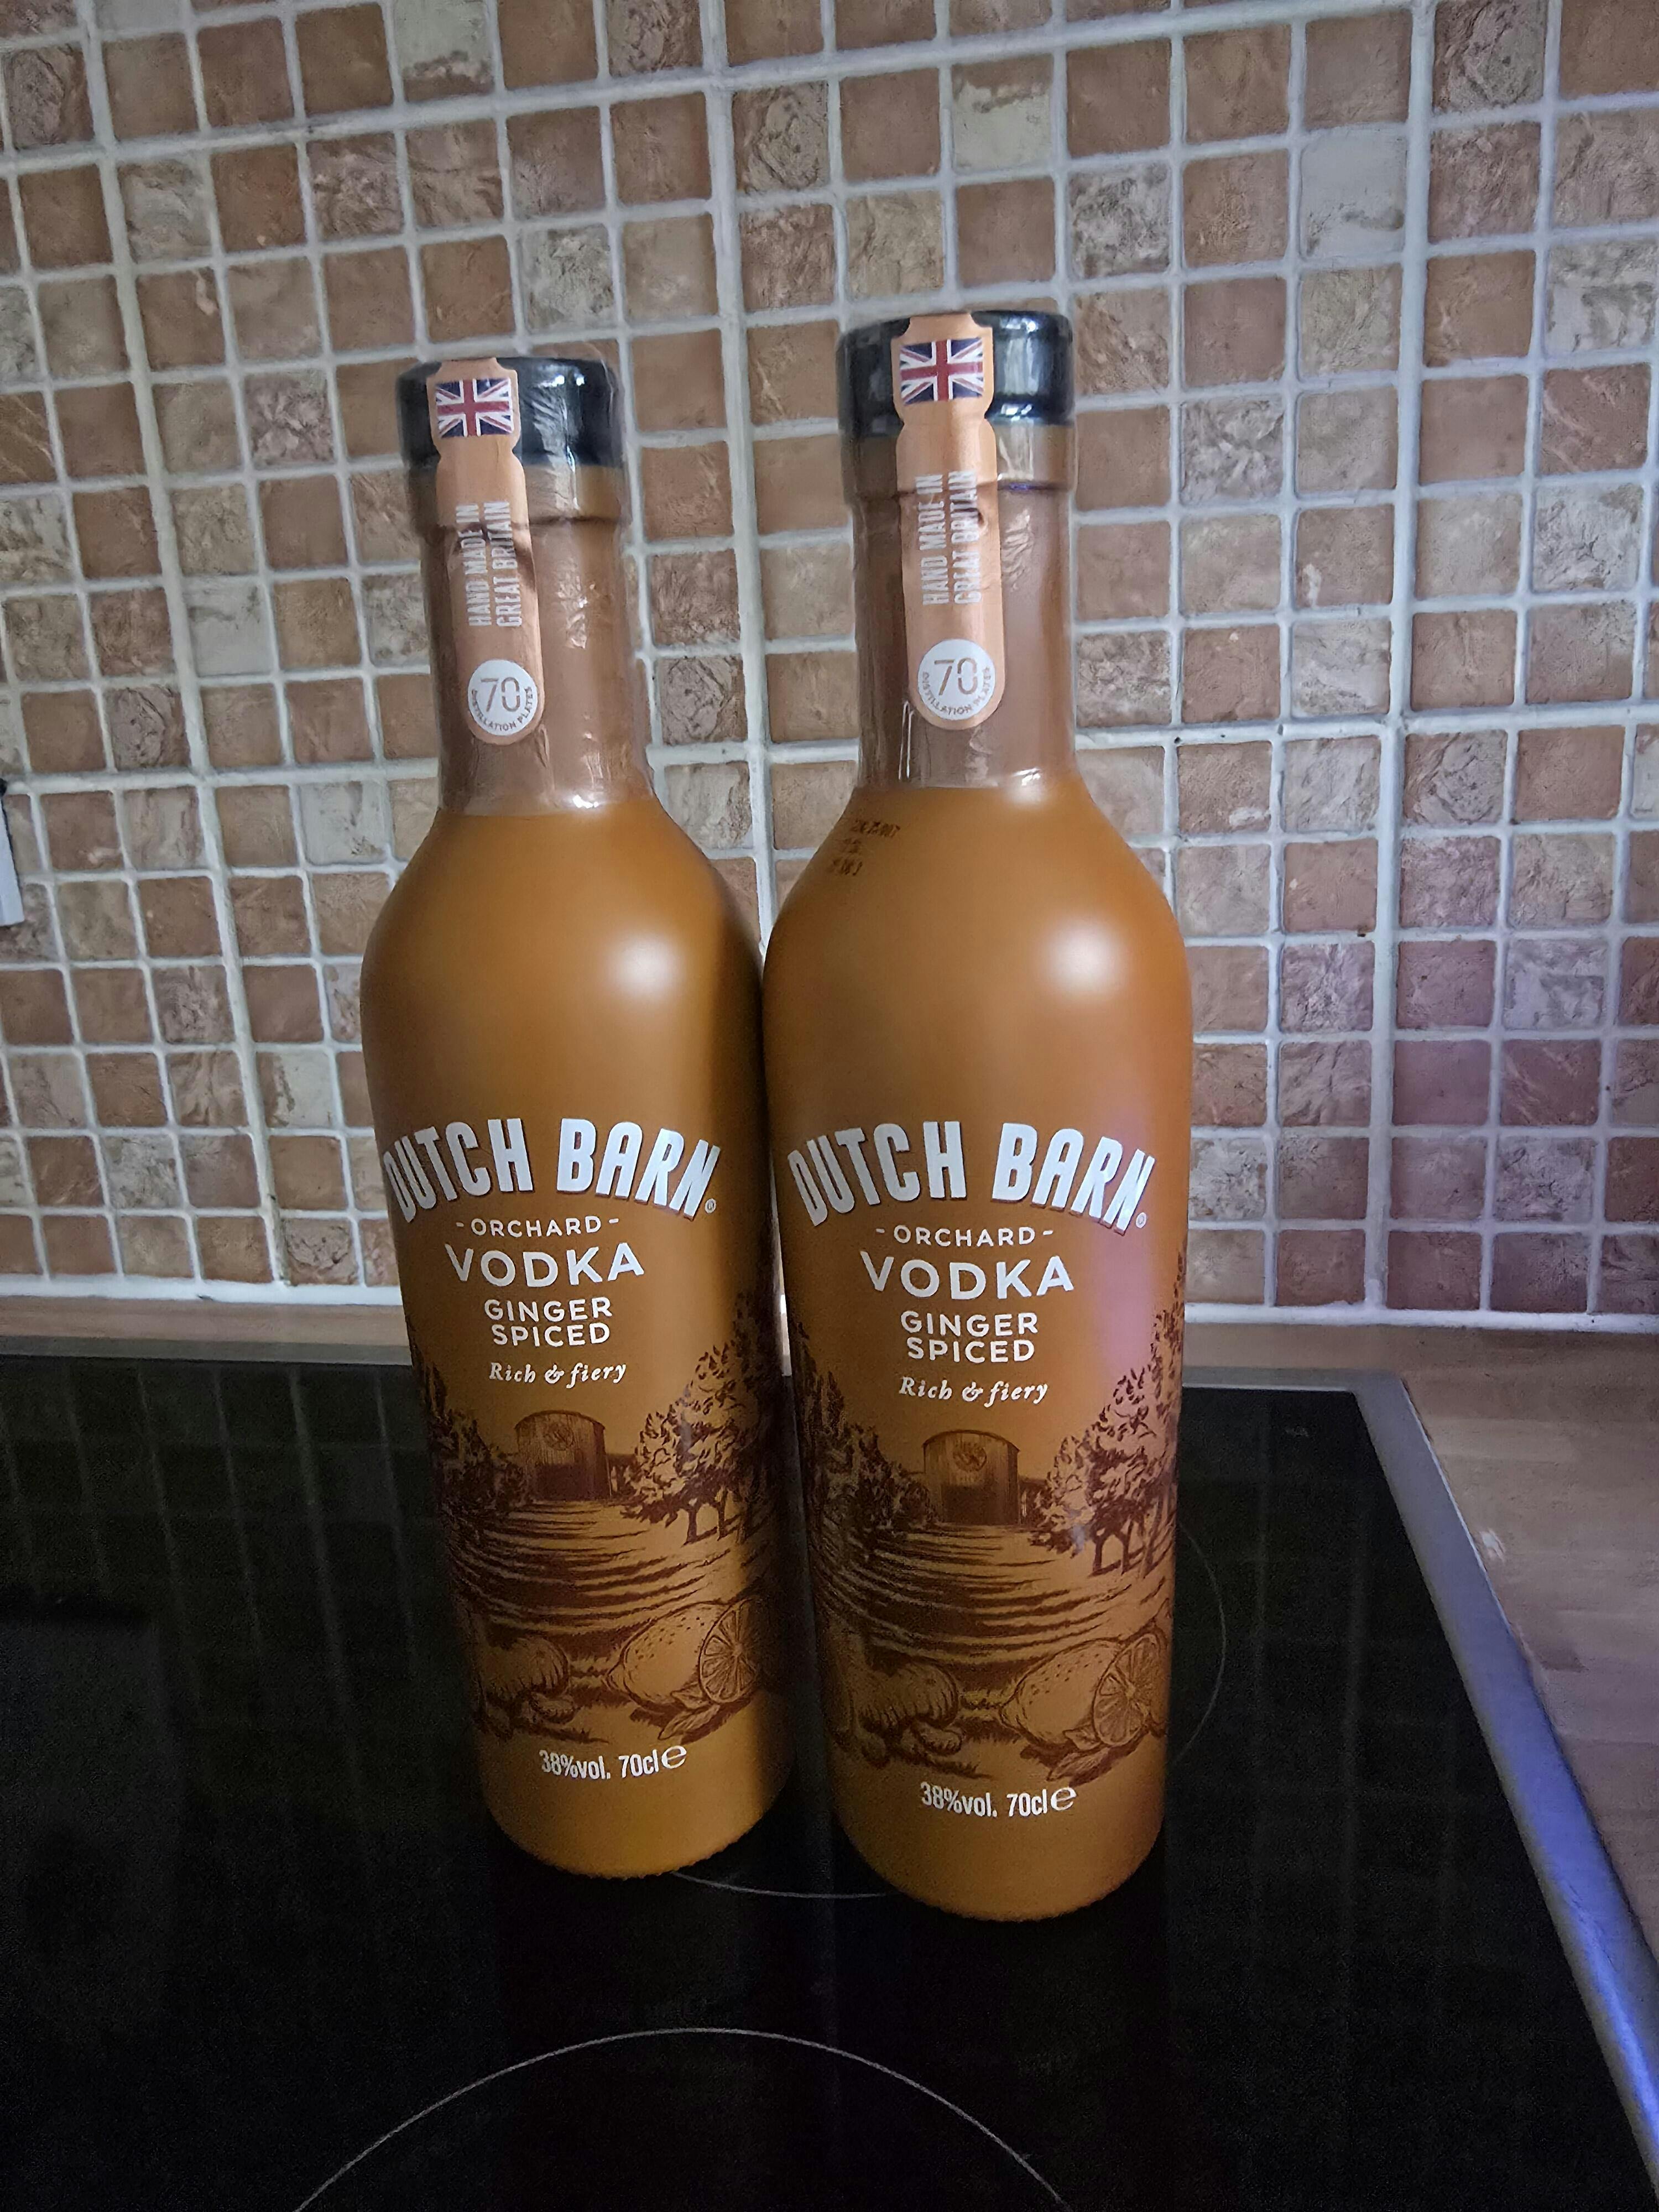 HAND MADE IN
GREAT BRITAIN
70
DISTILLATION PLATES
DUTCH BARN®
-ORCHARD-
VODKA
GINGER
SPICED
Rich & fiery
38%vol. 70cl e
HAND MADE IN
GREAT BRITAIN
70
DISTILLATION PLATES
DUTCH BARN®
-ORCHARD-
VODKA
GINGER
SPICED
Rich & fiery
38%vol. 70cl e